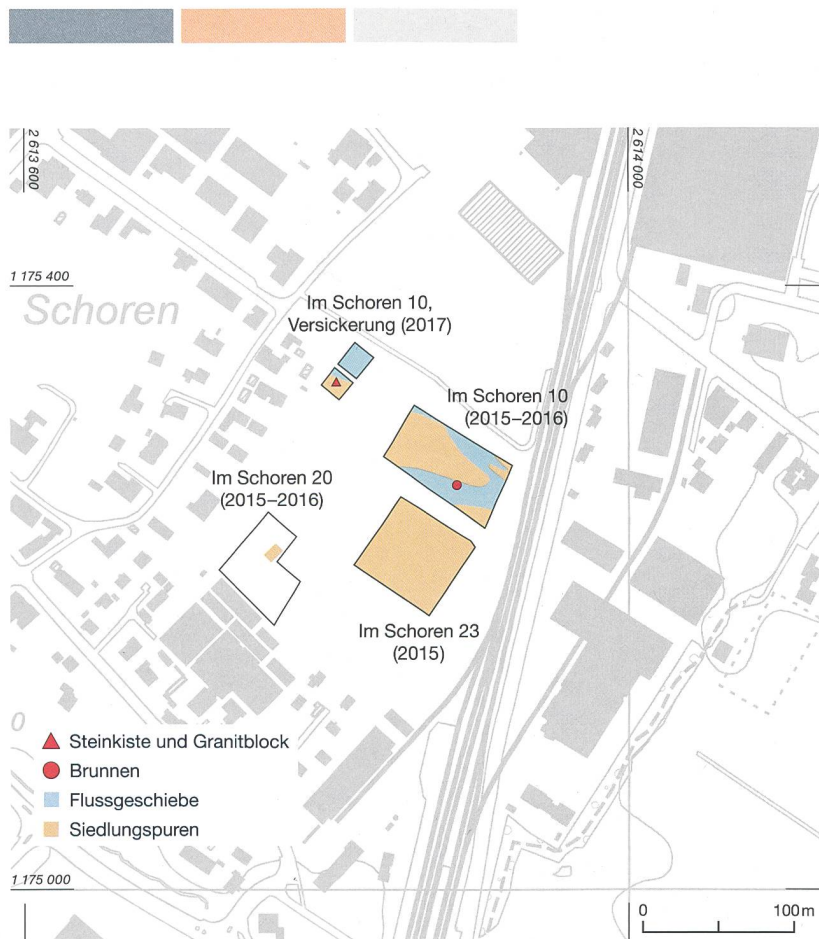 2 613 600
2 614 000
1 175 400
Schoren
Im Schoren 10,
Versickerung (2017)
Im Schoren 10
(2015–2016)
Im Schoren 20
(2015–2016)
Im Schoren 23
(2015)
0
Steinkiste und Granitblock
Brunnen
Flussgeschiebe
Siedlungspuren
1 175 000
0 100m